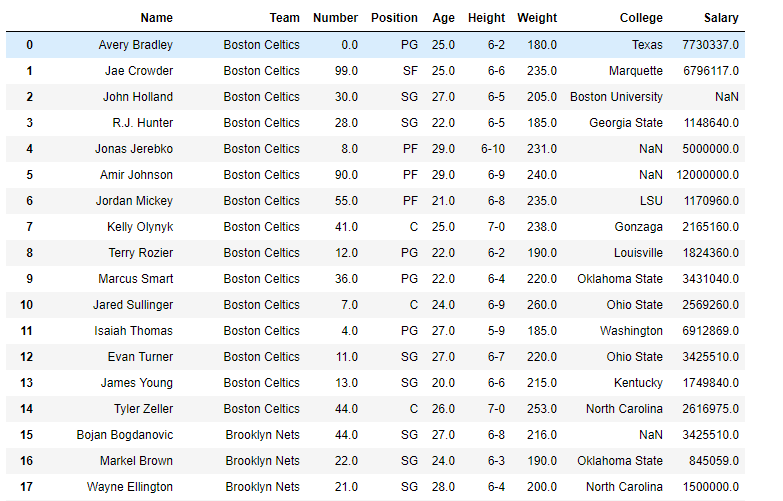 Name Team Number Position Age Height Weight College Salary
0 Avery Bradley Boston Celtics 0.0 PG 25.0 6-2 180.0 Texas 7730337.0
1 Jae Crowder Boston Celtics 99.0 SF 25.0 6-6 235.0 Marquette 6796117.0
2 John Holland Boston Celtics 30.0 SG 27.0 6-5 205.0 Boston University NaN
3 R.J. Hunter Boston Celtics 28.0 SG 22.0 6-5 185.0 Georgia State 1148640.0
4 Jonas Jerebko Boston Celtics 8.0 PF 29.0 6-10 231.0 NaN 5000000.0
5 Amir Johnson Boston Celtics 90.0 PF 29.0 6-9 240.0 NaN 12000000.0
6 Jordan Mickey Boston Celtics 55.0 PF 21.0 6-8 235.0 LSU 1170960.0
7 Kelly Olynyk Boston Celtics 41.0 C 25.0 7-0 238.0 Gonzaga 2165160.0
8 Terry Rozier Boston Celtics 12.0 PG 22.0 6-2 190.0 Louisville 1824360.0
9 Marcus Smart Boston Celtics 36.0 PG 22.0 6-4 220.0 Oklahoma State 3431040.0
10 Jared Sullinger Boston Celtics 7.0 C 24.0 6-9 260.0 Ohio State 2569260.0
11 Isaiah Thomas Boston Celtics 4.0 PG 27.0 5-9 185.0 Washington 6912869.0
12 Evan Turner Boston Celtics 11.0 SG 27.0 6-7 220.0 Ohio State 3425510.0
13 James Young Boston Celtics 13.0 SG 20.0 6-6 215.0 Kentucky 1749840.0
14 Tyler Zeller Boston Celtics 44.0 C 26.0 7-0 253.0 North Carolina 2616975.0
15 Bojan Bogdanovic Brooklyn Nets 44.0 SG 27.0 6-8 216.0 NaN 3425510.0
16 Markel Brown Brooklyn Nets 22.0 SG 24.0 6-3 190.0 Oklahoma State 845059.0
17 Wayne Ellington Brooklyn Nets 21.0 SG 28.0 6-4 200.0 North Carolina 1500000.0